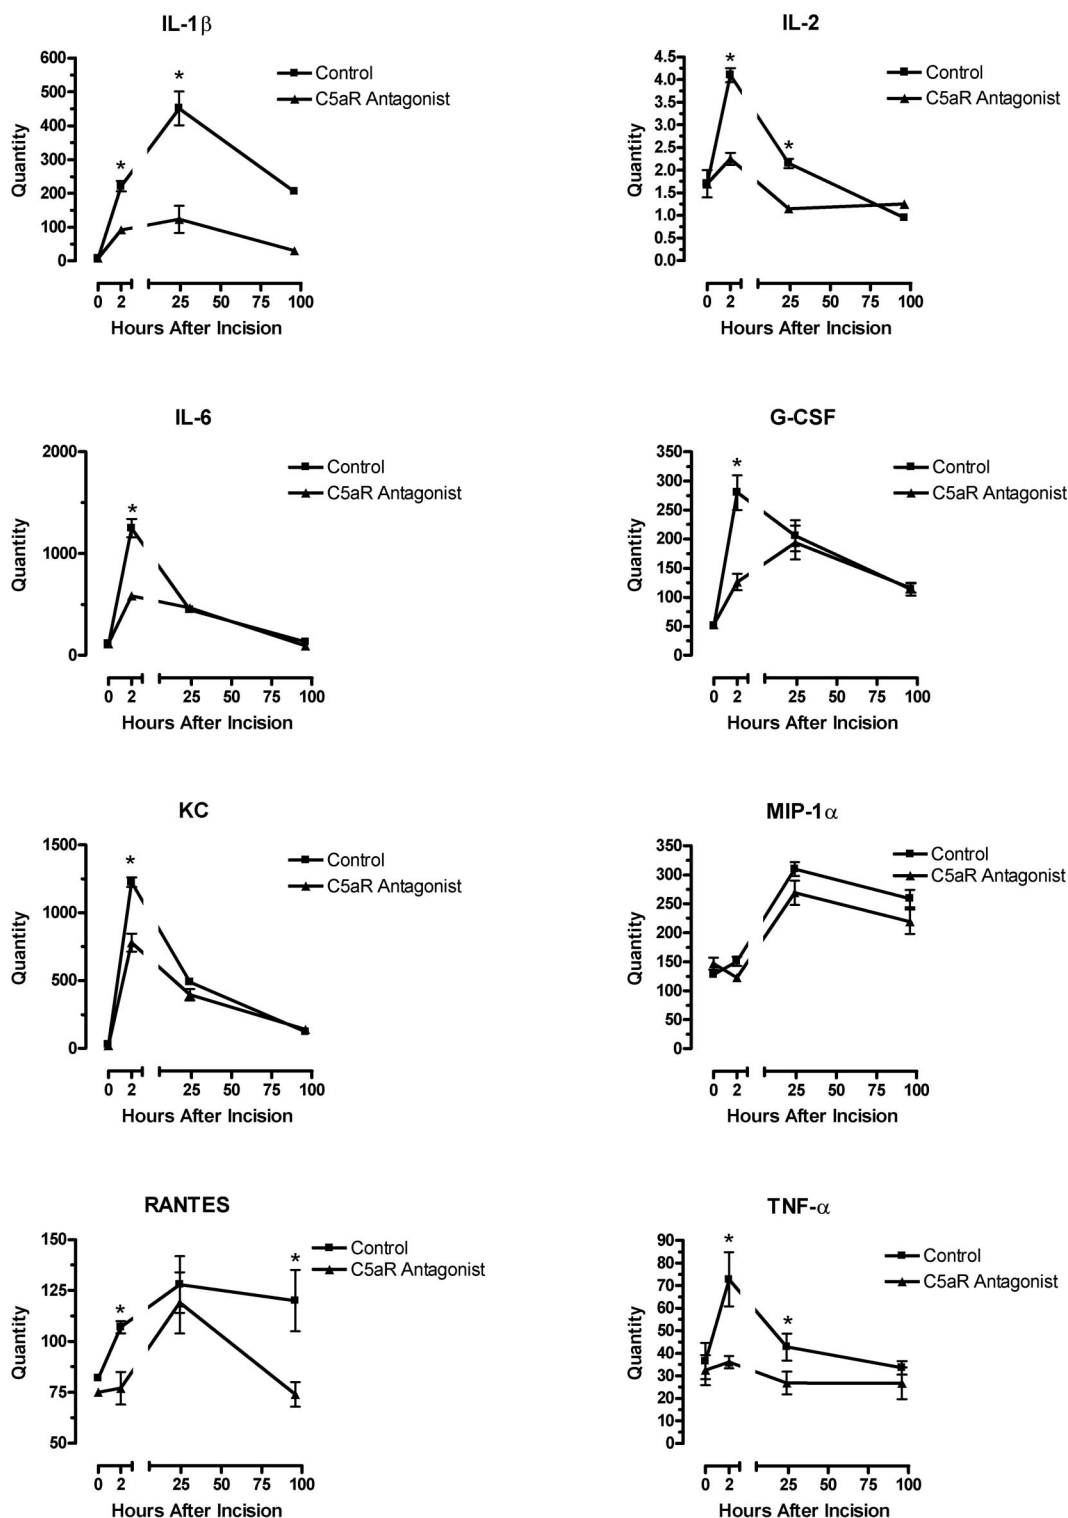 IL-1β
600
500
400
300
200
100
0
Quantity
*
*
Control
C5aR Antagonist
0 2 25 50 75 100
Hours After Incision
IL-2
4.5
4.0
3.5
3.0
2.5
2.0
1.5
1.0
0.5
0.0
Quantity
*
*
Control
C5aR Antagonist
0 2 25 50 75 100
Hours After Incision
IL-6
2000
1000
0
Quantity
*
Control
C5aR Antagonist
0 2 25 50 75 100
Hours After Incision
G-CSF
350
300
250
200
150
100
50
0
Quantity
*
Control
C5aR Antagonist
0 2 25 50 75 100
Hours After Incision
KC
1500
1000
500
0
Quantity
*
Control
C5aR Antagonist
0 2 25 50 75 100
Hours After Incision
MIP-1α
350
300
250
200
150
100
50
0
Quantity
Control
C5aR Antagonist
0 2 25 50 75 100
Hours After Incision
RANTES
150
125
100
75
50
Quantity
*
*
Control
C5aR Antagonist
0 2 25 50 75 100
Hours After Incision
TNF-α
90
80
70
60
50
40
30
20
10
0
Quantity
*
*
Control
C5aR Antagonist
0 2 25 50 75 100
Hours After Incision